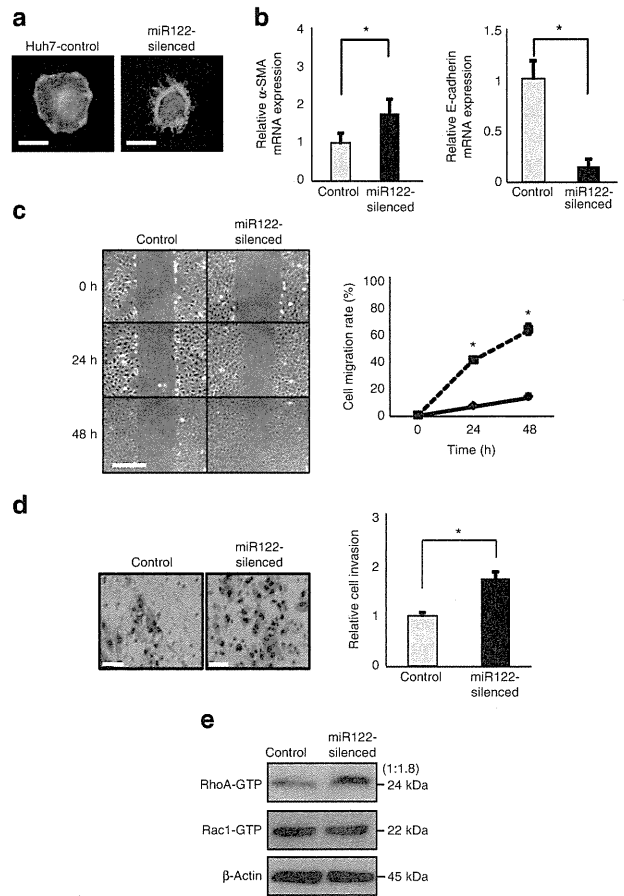 a
Huh7-control
miR122-
silenced
b
Relative α-SMA
mRNA expression
4
3
2
1
0
*
Control
miR122-
silenced
Relative E-cadherin
mRNA expression
1.5
1
0.5
0
*
Control
miR122-
silenced
c
Control
miR122-
silenced
0 h
24 h
48 h
Cell migration rate (%)
100
80
60
40
20
0
*
*
0
24
48
Time (h)
d
Control
miR122-
silenced
Relative cell invasion
3
2
1
0
*
Control
miR122-
silenced
e
Control
miR122-
silenced
(1:1.8)
RhoA-GTP
24 kDa
Rac1-GTP
22 kDa
β-Actin
45 kDa